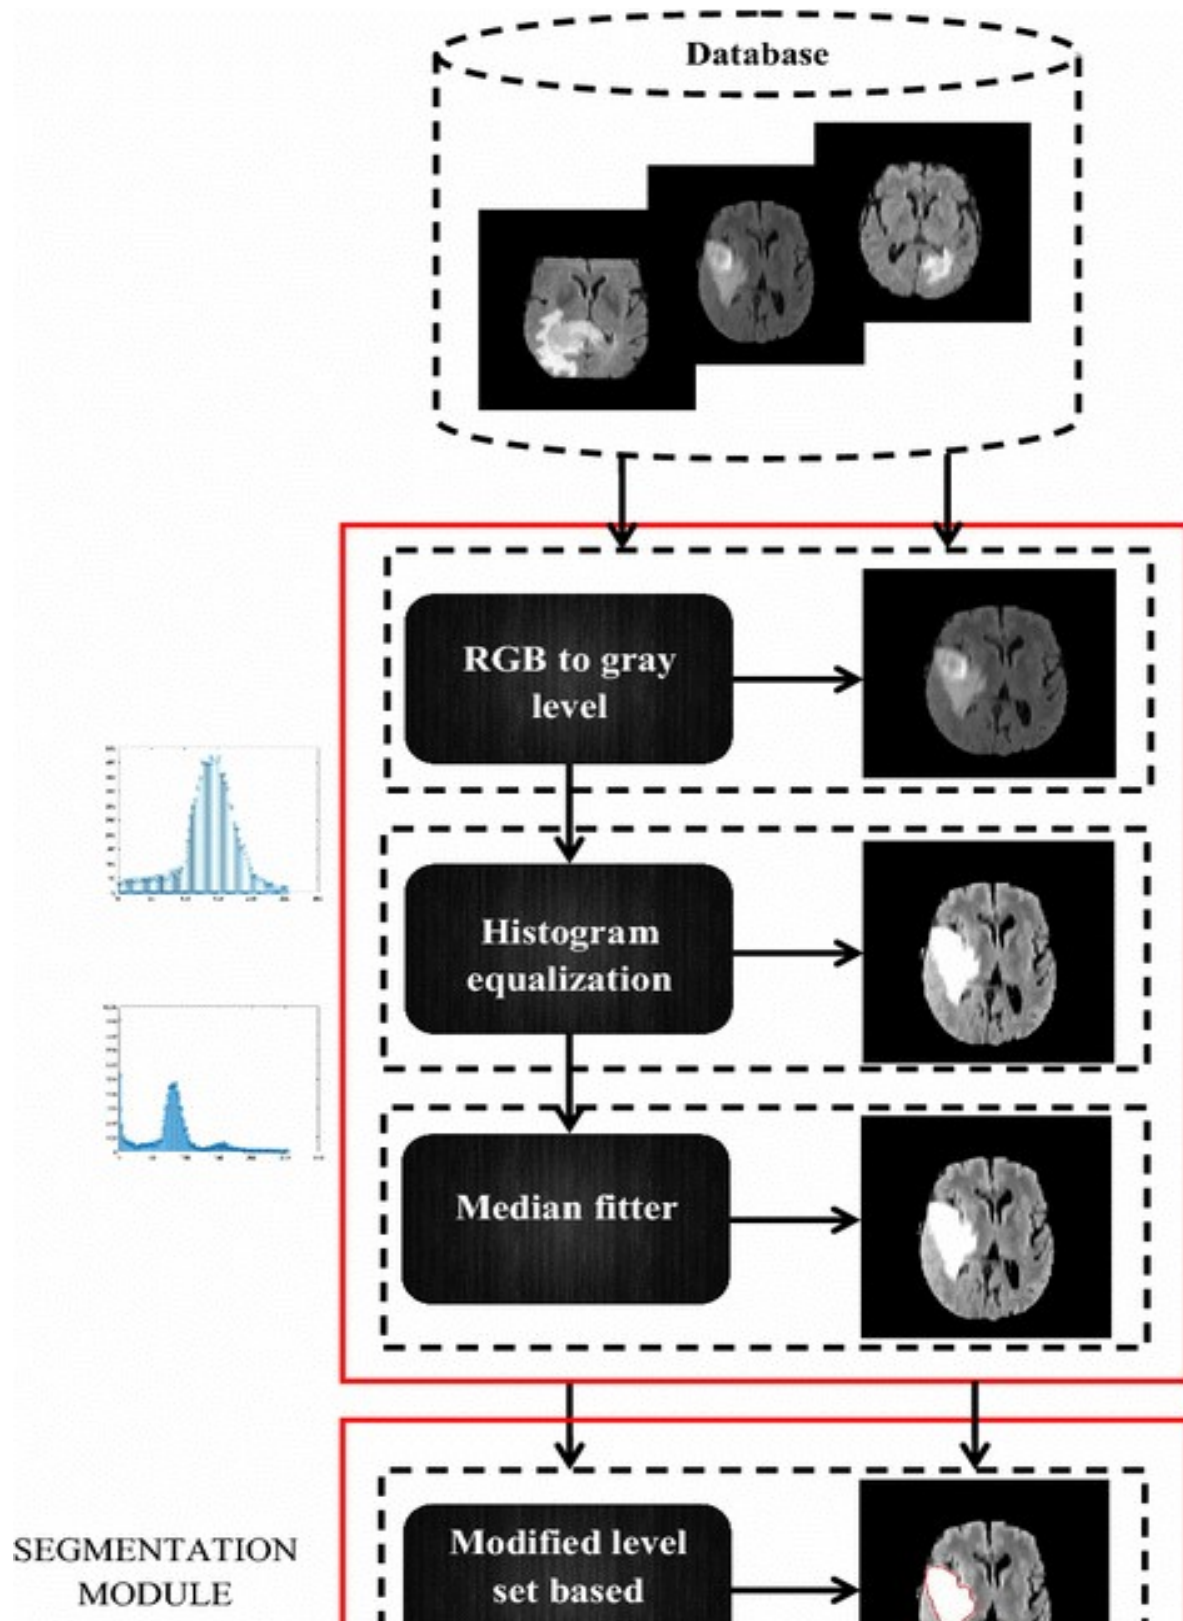 Database
RGB to gray
level
Histogram
equalization
Median fitter
SEGMENTATION
MODULE
Modified level
set based